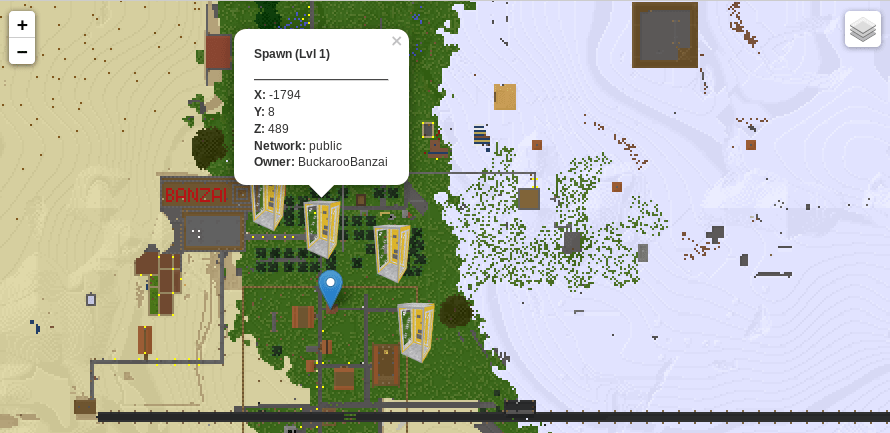 +
−
Spawn (Lvl 1)
×
X: -1794
Y: 8
Z: 489
Network: public
Owner: BuckarooBanzai
BANZAI